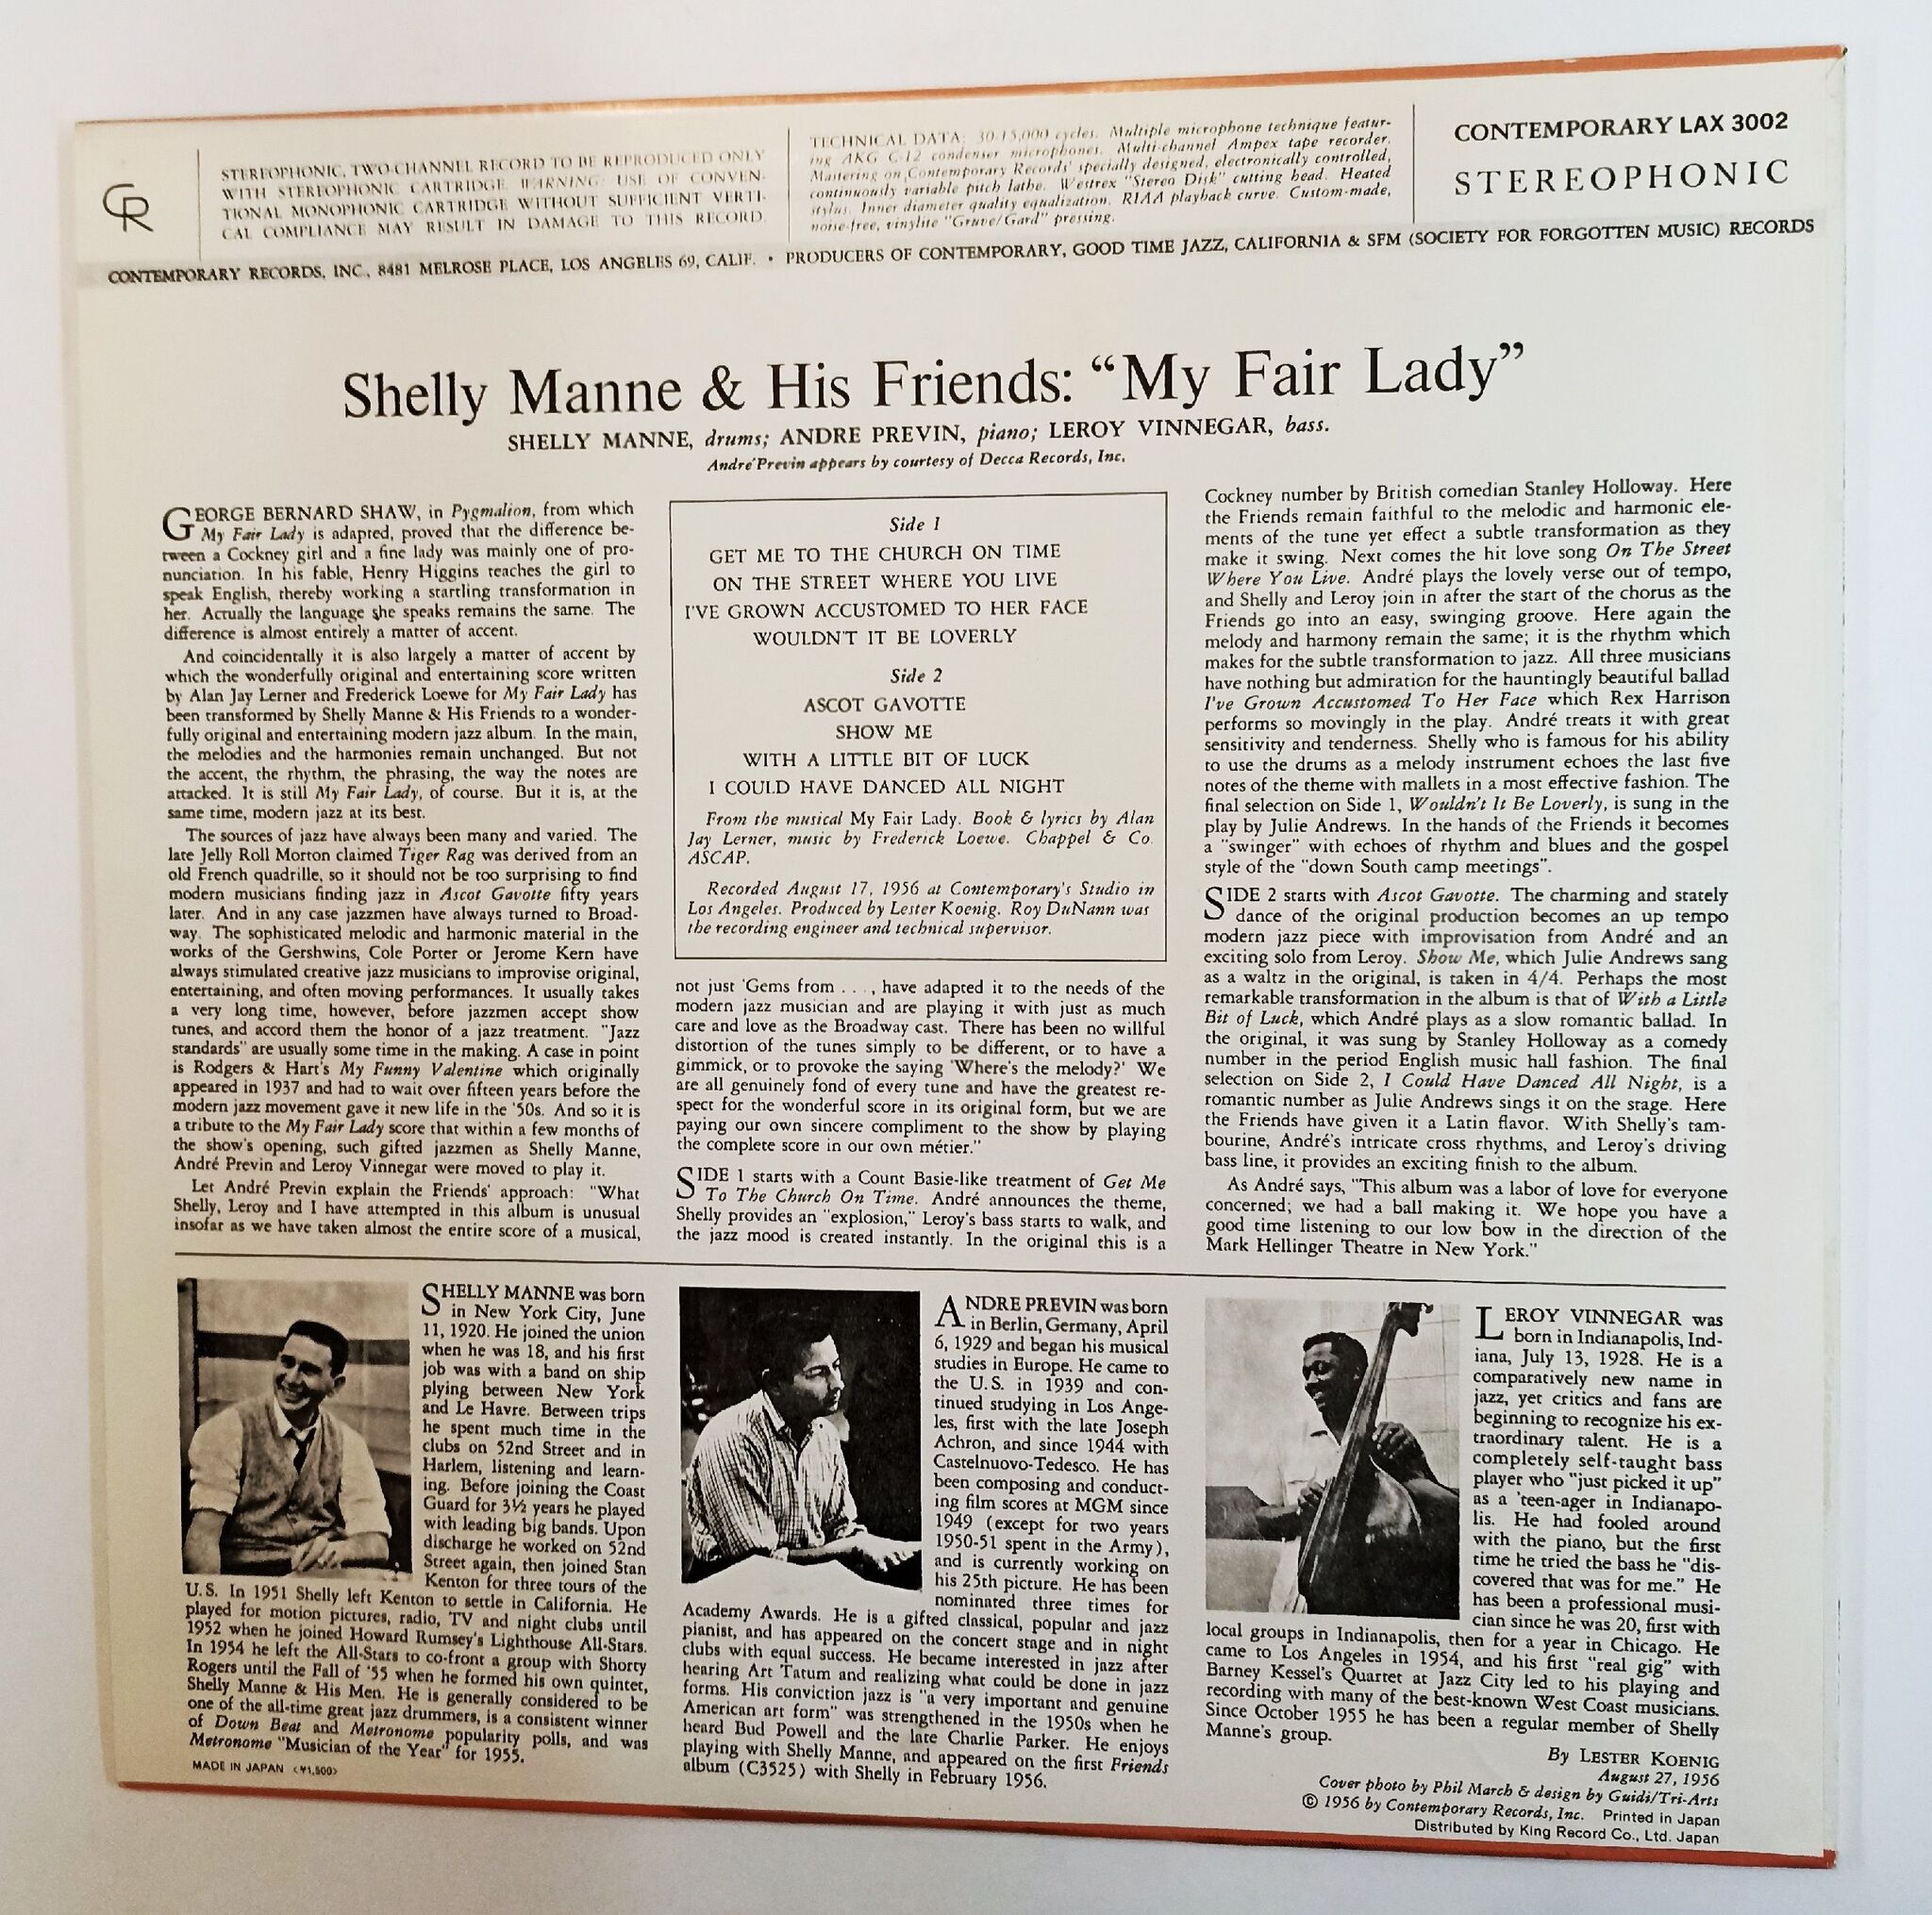 CR
STEREOPHONIC, TWO-CHANNEL RECORD TO BE REPRODUCED ONLY
WITH STEREOPHONIC CARTRIDGE. WARNING: USE OF CONVEN-
TIONAL MONOPHONIC CARTRIDGE WITHOUT SUFFICIENT VERTI-
CAL COMPLIANCE MAY RESULT IN DAMAGE TO THIS RECORD.
TECHNICAL DATA: 30-15,000 cycles. Multiple microphone technique featur-
ing AKG C-12 condenser microphones. Multi-channel Ampex tape recorder.
Mastering on Contemporary Records' specially designed, electronically controlled,
continuously variable pitch lathe. Westrex "Stereo Disk" cutting head. Heated
stylus. Inner diameter quality equalization. RIAA playback curve. Custom-made,
noise-free, vinylite "Gruve/Gard" pressing.
CONTEMPORARY LAX 3002
STEREOPHONIC
CONTEMPORARY RECORDS, INC., 8481 MELROSE PLACE, LOS ANGELES 69, CALIF. • PRODUCERS OF CONTEMPORARY, GOOD TIME JAZZ, CALIFORNIA & SFM (SOCIETY FOR FORGOTTEN MUSIC) RECORDS
Shelly Manne & His Friends: “My Fair Lady”
SHELLY MANNE, drums; ANDRE PREVIN, piano; LEROY VINNEGAR, bass.
André Previn appears by courtesy of Decca Records, Inc.
GEORGE BERNARD SHAW, in Pygmalion, from which
My Fair Lady is adapted, proved that the difference be-
tween a Cockney girl and a fine lady was mainly one of pro-
nunciation. In his fable, Henry Higgins teaches the girl to
speak English, thereby working a startling transformation in
her. Actually the language she speaks remains the same. The
difference is almost entirely a matter of accent.
And coincidentally it is also largely a matter of accent by
which the wonderfully original and entertaining score written
by Alan Jay Lerner and Frederick Loewe for My Fair Lady has
been transformed by Shelly Manne & His Friends to a wonder-
fully original and entertaining modern jazz album. In the main,
the melodies and the harmonies remain unchanged. But not
the accent, the rhythm, the phrasing, the way the notes are
attacked. It is still My Fair Lady, of course. But it is, at the
same time, modern jazz at its best.
The sources of jazz have always been many and varied. The
late Jelly Roll Morton claimed Tiger Rag was derived from an
old French quadrille, so it should not be too surprising to find
modern musicians finding jazz in Ascot Gavotte fifty years
later. And in any case jazzmen have always turned to Broad-
way. The sophisticated melodic and harmonic material in the
works of the Gershwins, Cole Porter or Jerome Kern have
always stimulated creative jazz musicians to improvise original,
entertaining, and often moving performances. It usually takes
a very long time, however, before jazzmen accept show
tunes, and accord them the honor of a jazz treatment. "Jazz
standards" are usually some time in the making. A case in point
is Rodgers & Hart's My Funny Valentine which originally
appeared in 1937 and had to wait over fifteen years before the
modern jazz movement gave it new life in the '50s. And so it is
a tribute to the My Fair Lady score that within a few months of
the show's opening, such gifted jazzmen as Shelly Manne,
André Previn and Leroy Vinnegar were moved to play it.
Let André Previn explain the Friends' approach: "What
Shelly, Leroy and I have attempted in this album is unusual
insofar as we have taken almost the entire score of a musical,
Side 1
GET ME TO THE CHURCH ON TIME
ON THE STREET WHERE YOU LIVE
I'VE GROWN ACCUSTOMED TO HER FACE
WOULDN'T IT BE LOVERLY
Side 2
ASCOT GAVOTTE
SHOW ME
WITH A LITTLE BIT OF LUCK
I COULD HAVE DANCED ALL NIGHT
From the musical My Fair Lady. Book & lyrics by Alan
Jay Lerner, music by Frederick Loewe. Chappel & Co.
ASCAP.
Recorded August 17, 1956 at Contemporary's Studio in
Los Angeles. Produced by Lester Koenig. Roy DuNann was
the recording engineer and technical supervisor.
not just 'Gems from . . . , have adapted it to the needs of the
modern jazz musician and are playing it with just as much
care and love as the Broadway cast. There has been no willful
distortion of the tunes simply to be different, or to have a
gimmick, or to provoke the saying 'Where's the melody?' We
are all genuinely fond of every tune and have the greatest re-
spect for the wonderful score in its original form, but we are
paying our own sincere compliment to the show by playing
the complete score in our own métier."
SIDE 1 starts with a Count Basie-like treatment of Get Me
To The Church On Time. André announces the theme,
Shelly provides an "explosion," Leroy's bass starts to walk, and
the jazz mood is created instantly. In the original this is a
Cockney number by British comedian Stanley Holloway. Here
the Friends remain faithful to the melodic and harmonic ele-
ments of the tune yet effect a subtle transformation as they
make it swing. Next comes the hit love song On The Street
Where You Live. André plays the lovely verse out of tempo,
and Shelly and Leroy join in after the start of the chorus as the
Friends go into an easy, swinging groove. Here again the
melody and harmony remain the same; it is the rhythm which
makes for the subtle transformation to jazz. All three musicians
have nothing but admiration for the hauntingly beautiful ballad
I've Grown Accustomed To Her Face which Rex Harrison
performs so movingly in the play. André treats it with great
sensitivity and tenderness. Shelly who is famous for his ability
to use the drums as a melody instrument echoes the last five
notes of the theme with mallets in a most effective fashion. The
final selection on Side 1, Wouldn't It Be Loverly, is sung in the
play by Julie Andrews. In the hands of the Friends it becomes
a "swinger" with echoes of rhythm and blues and the gospel
style of the "down South camp meetings".
SIDE 2 starts with Ascot Gavotte. The charming and stately
dance of the original production becomes an up tempo
modern jazz piece with improvisation from André and an
exciting solo from Leroy. Show Me, which Julie Andrews sang
as a waltz in the original, is taken in 4/4. Perhaps the most
remarkable transformation in the album is that of With a Little
Bit of Luck, which André plays as a slow romantic ballad. In
the original, it was sung by Stanley Holloway as a comedy
number in the period English music hall fashion. The final
selection on Side 2, I Could Have Danced All Night, is a
romantic number as Julie Andrews sings it on the stage. Here
the Friends have given it a Latin flavor. With Shelly's tam-
bourine, André's intricate cross rhythms, and Leroy's driving
bass line, it provides an exciting finish to the album.
As André says, "This album was a labor of love for everyone
concerned; we had a ball making it. We hope you have a
good time listening to our low bow in the direction of the
Mark Hellinger Theatre in New York."
SHELLY MANNE was born
in New York City, June
11, 1920. He joined the union
when he was 18, and his first
job was with a band on ship
plying between New York
and Le Havre. Between trips
he spent much time in the
clubs on 52nd Street and in
Harlem, listening and learn-
ing. Before joining the Coast
Guard for 3½ years he played
with leading big bands. Upon
discharge he worked on 52nd
Street again, then joined Stan
Kenton for three tours of the
U.S. In 1951 Shelly left Kenton to settle in California. He
played for motion pictures, radio, TV and night clubs until
1952 when he joined Howard Rumsey's Lighthouse All-Stars.
In 1954 he left the All-Stars to co-front a group with Shorty
Rogers until the Fall of '55 when he formed his own quintet,
Shelly Manne & His Men. He is generally considered to be
one of the all-time great jazz drummers, is a consistent winner
of Down Beat and Metronome popularity polls, and was
Metronome "Musician of the Year" for 1955.
MADE IN JAPAN <¥1,500>
ANDRE PREVIN was born
in Berlin, Germany, April
6, 1929 and began his musical
studies in Europe. He came to
the U.S. in 1939 and con-
tinued studying in Los Ange-
les, first with the late Joseph
Achron, and since 1944 with
Castelnuovo-Tedesco. He has
been composing and conduct-
ing film scores at MGM since
1949 (except for two years
1950-51 spent in the Army),
and is currently working on
his 25th picture. He has been
nominated three times for
Academy Awards. He is a gifted classical, popular and jazz
pianist, and has appeared on the concert stage and in night
clubs with equal success. He became interested in jazz after
hearing Art Tatum and realizing what could be done in jazz
forms. His conviction jazz is "a very important and genuine
American art form" was strengthened in the 1950s when he
heard Bud Powell and the late Charlie Parker. He enjoys
playing with Shelly Manne, and appeared on the first Friends
album (C3525) with Shelly in February 1956.
LEROY VINNEGAR was
born in Indianapolis, Ind-
iana, July 13, 1928. He is a
comparatively new name in
jazz, yet critics and fans are
beginning to recognize his ex-
traordinary talent. He is a
completely self-taught bass
player who "just picked it up"
as a 'teen-ager in Indianapo-
lis. He had fooled around
with the piano, but the first
time he tried the bass he "dis-
covered that was for me." He
has been a professional musi-
cian since he was 20, first with
local groups in Indianapolis, then for a year in Chicago. He
came to Los Angeles in 1954, and his first "real gig" with
Barney Kessel's Quartet at Jazz City led to his playing and
recording with many of the best-known West Coast musicians.
Since October 1955 he has been a regular member of Shelly
Manne's group.
By LESTER KOENIG
August 27, 1956
Cover photo by Phil March & design by Guidi/Tri-Arts
© 1956 by Contemporary Records, Inc. Printed in Japan
Distributed by King Record Co., Ltd. Japan